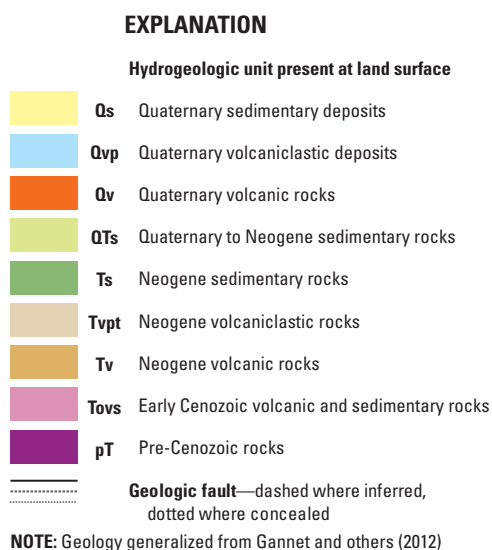 EXPLANATION
Hydrogeologic unit present at land surface
Qs Quaternary sedimentary deposits
Qvp Quaternary volcaniclastic deposits
Qv Quaternary volcanic rocks
QTs Quaternary to Neogene sedimentary rocks
Ts Neogene sedimentary rocks
Tvpt Neogene volcaniclastic rocks
Tv Neogene volcanic rocks
Tovs Early Cenozoic volcanic and sedimentary rocks
pT Pre-Cenozoic rocks
Geologic fault—dashed where inferred,
dotted where concealed
NOTE: Geology generalized from Gannet and others (2012)